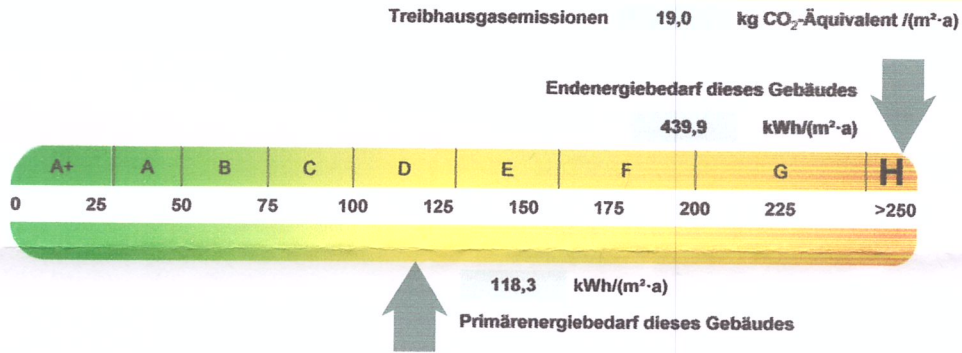 Treibhausgasemissionen 19,0 kg CO₂-Äquivalent /(m²·a)
Endenergiebedarf dieses Gebäudes
439,9 kWh/(m²·a)
A+ A B C D E F G H
0 25 50 75 100 125 150 175 200 225 >250
118,3 kWh/(m²·a)
Primärenergiebedarf dieses Gebäudes